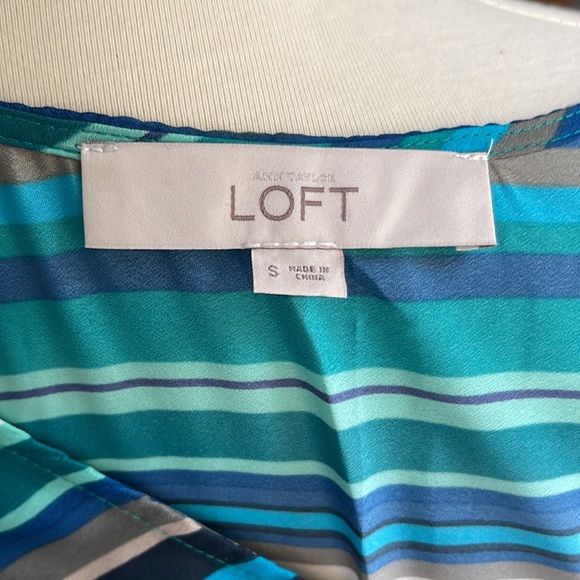 ANN TAYLOR
LOFT
S MADE IN
CHINA